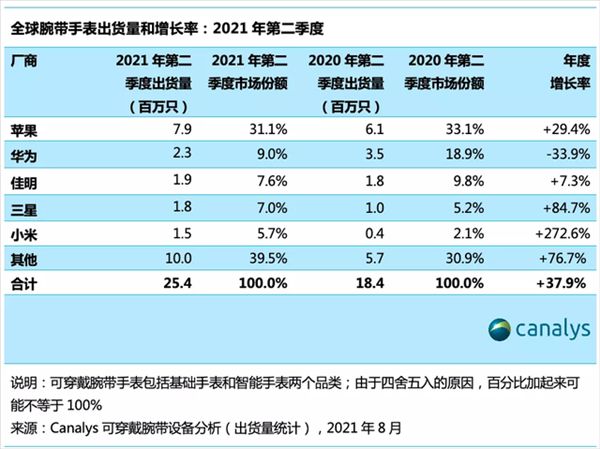 全球腕带手表出货量和增长率：2021 年第二季度
厂商 2021 年第二季度出货量（百万只） 2021 年第二季度市场份额 2020 年第二季度出货量（百万只） 2020 年第二季度市场份额 年度增长率
苹果 7.9 31.1% 6.1 33.1% +29.4%
华为 2.3 9.0% 3.5 18.9% -33.9%
佳明 1.9 7.6% 1.8 9.8% +7.3%
三星 1.8 7.0% 1.0 5.2% +84.7%
小米 1.5 5.7% 0.4 2.1% +272.6%
其他 10.0 39.5% 5.7 30.9% +76.7%
合计 25.4 100.0% 18.4 100.0% +37.9%
canalys
说明：可穿戴腕带手表包括基础手表和智能手表两个品类；由于四舍五入的原因，百分比加起来可
能不等于 100%
来源：Canalys 可穿戴腕带设备分析（出货量统计），2021 年 8 月